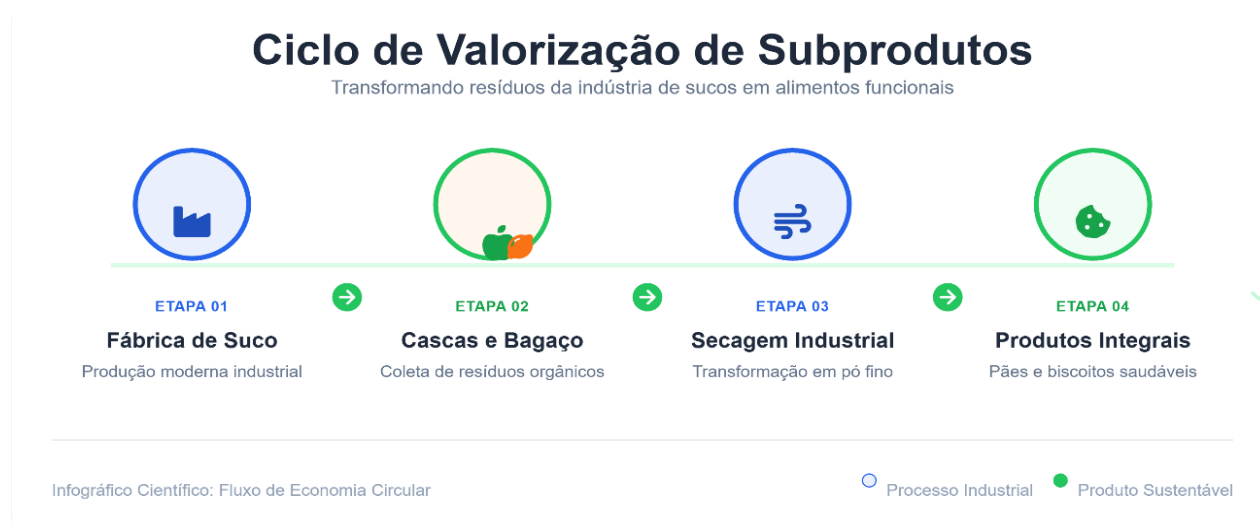 Ciclo de Valorização de Subprodutos
Transformando resíduos da indústria de sucos em alimentos funcionais
ETAPA 01
Fábrica de Suco
Produção moderna industrial
ETAPA 02
Cascas e Bagaço
Coleta de resíduos orgânicos
ETAPA 03
Secagem Industrial
Transformação em pó fino
ETAPA 04
Produtos Integrais
Pães e biscoitos saudáveis
Infográfico Científico: Fluxo de Economia Circular
Processo Industrial
Produto Sustentável